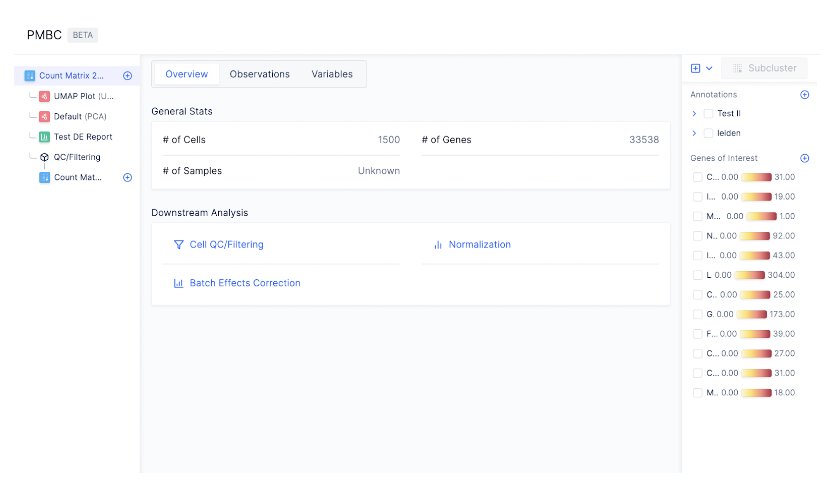 PMBC BETA
Count Matrix 2...
UMAP Plot (U...
Default (PCA)
Test DE Report
QC/Filtering
Count Mat...
Overview Observations Variables
General Stats
# of Cells 1500 # of Genes 33538
# of Samples Unknown
Downstream Analysis
Cell QC/Filtering Normalization
Batch Effects Correction
Subcluster
Annotations
Test II
leiden
Genes of Interest
C... 0.00 31.00
I... 0.00 19.00
M... 0.00 1.00
N.. 0.00 92.00
I... 0.00 43.00
L 0.00 304.00
C.. 0.00 25.00
G. 0.00 173.00
F... 0.00 39.00
C... 0.00 27.00
C... 0.00 31.00
M.. 0.00 18.00